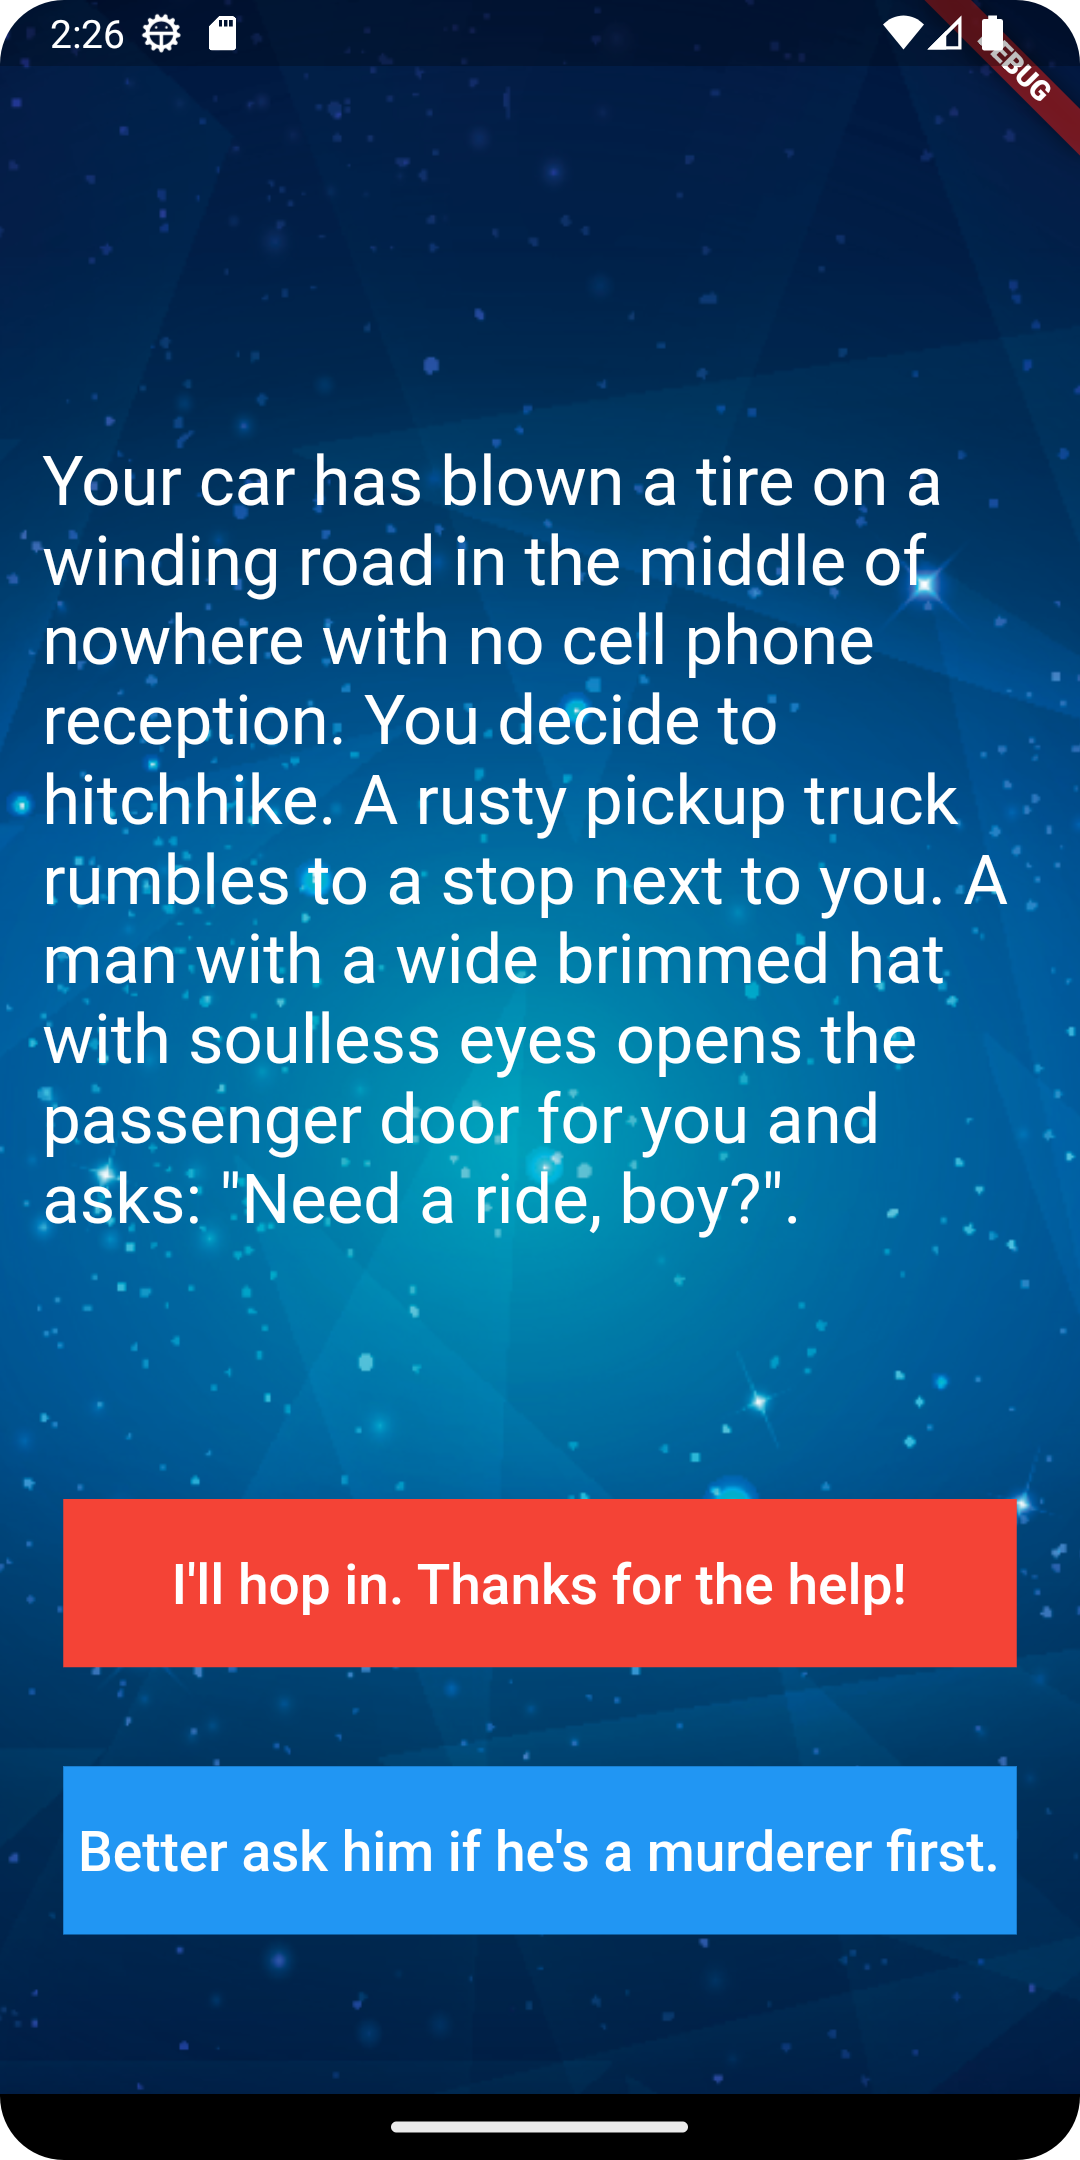 2:26
DEBUG
Your car has blown a tire on a
winding road in the middle of
nowhere with no cell phone
reception. You decide to
hitchhike. A rusty pickup truck
rumbles to a stop next to you. A
man with a wide brimmed hat
with soulless eyes opens the
passenger door for you and
asks: "Need a ride, boy?".
I'll hop in. Thanks for the help!
Better ask him if he's a murderer first.